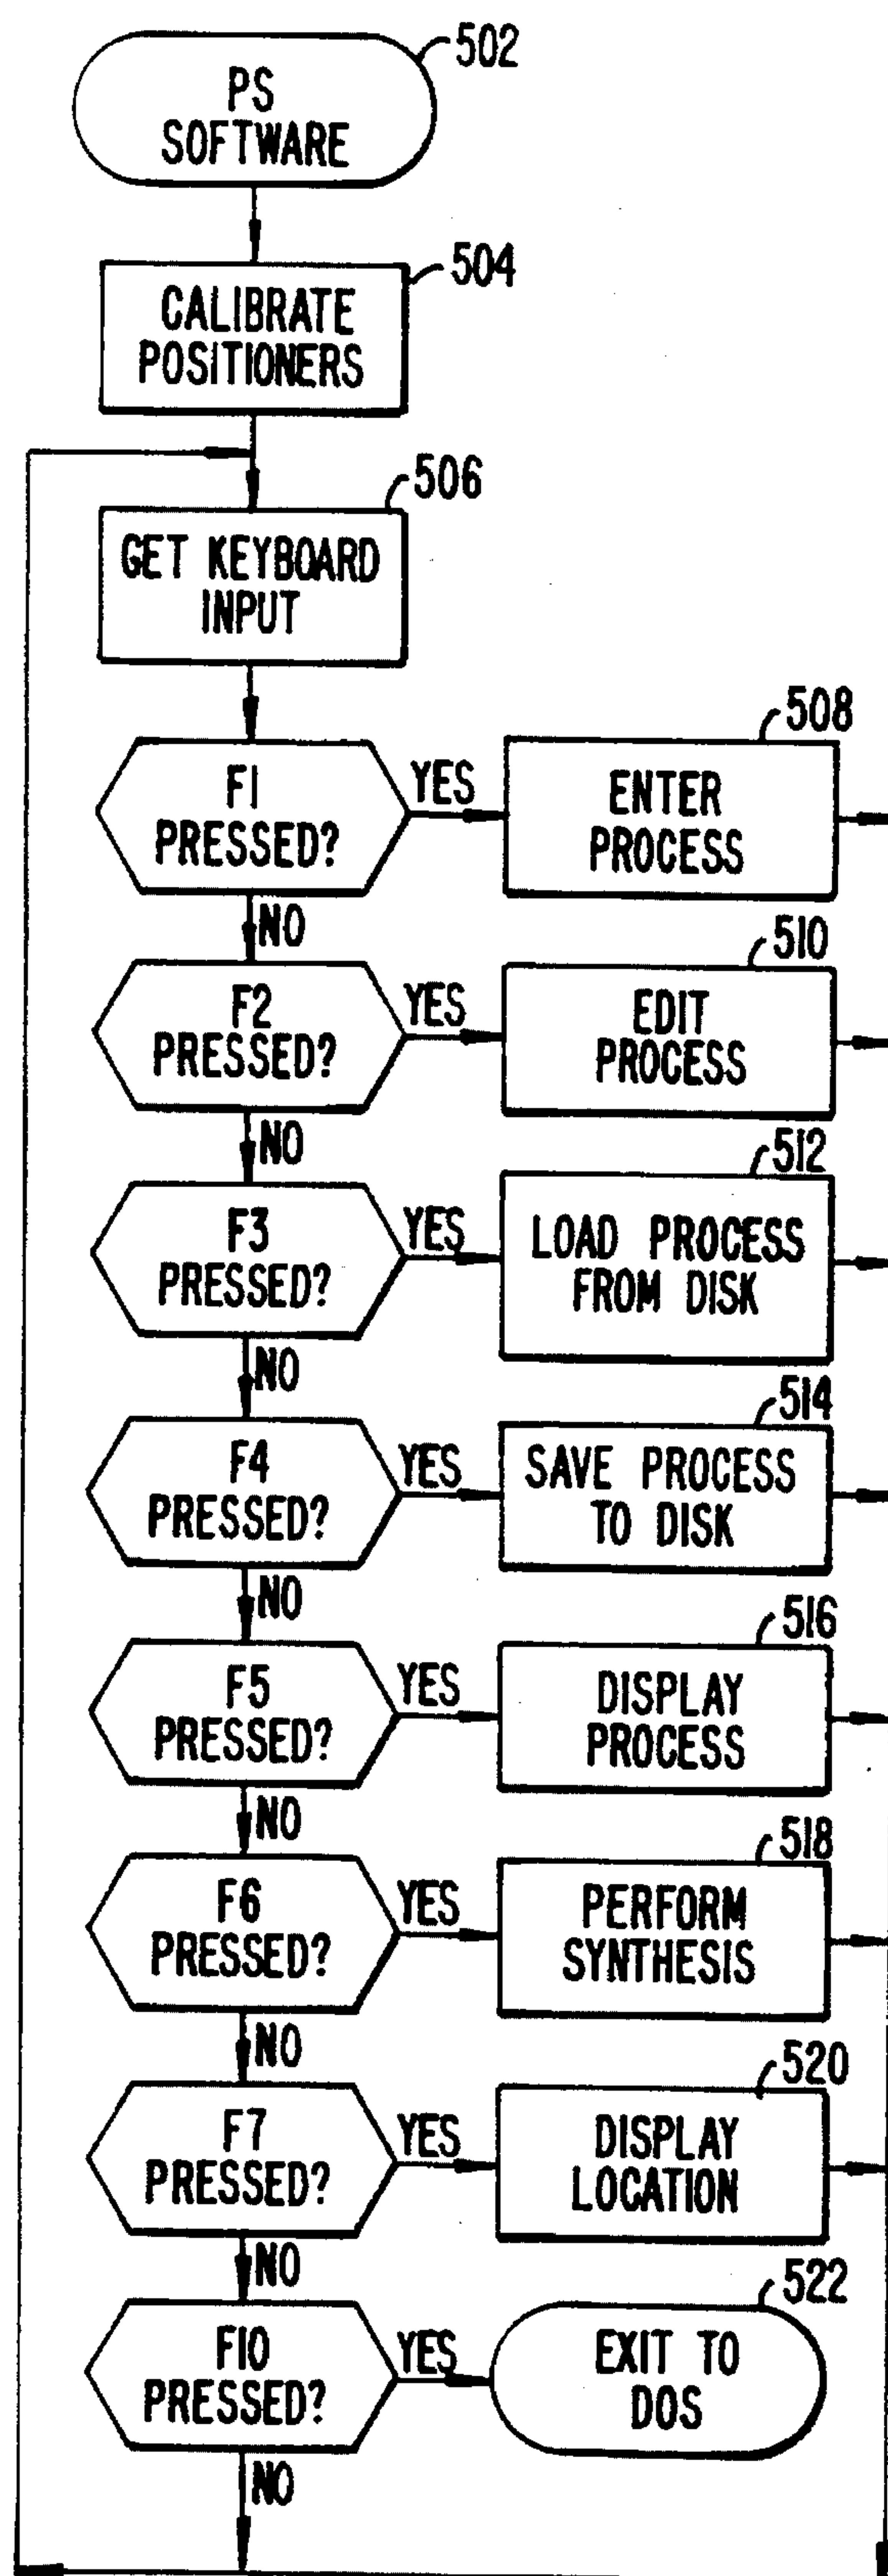 502
PS
SOFTWARE
504
CALIBRATE
POSITIONERS
506
GET KEYBOARD
INPUT
508
F1
PRESSED?
YES
ENTER
PROCESS
NO
510
F2
PRESSED?
YES
EDIT
PROCESS
NO
512
F3
PRESSED?
YES
LOAD PROCESS
FROM DISK
NO
514
F4
PRESSED?
YES
SAVE PROCESS
TO DISK
NO
516
F5
PRESSED?
YES
DISPLAY
PROCESS
NO
518
F6
PRESSED?
YES
PERFORM
SYNTHESIS
NO
520
F7
PRESSED?
YES
DISPLAY
LOCATION
NO
522
F10
PRESSED?
YES
EXIT TO
DOS
NO